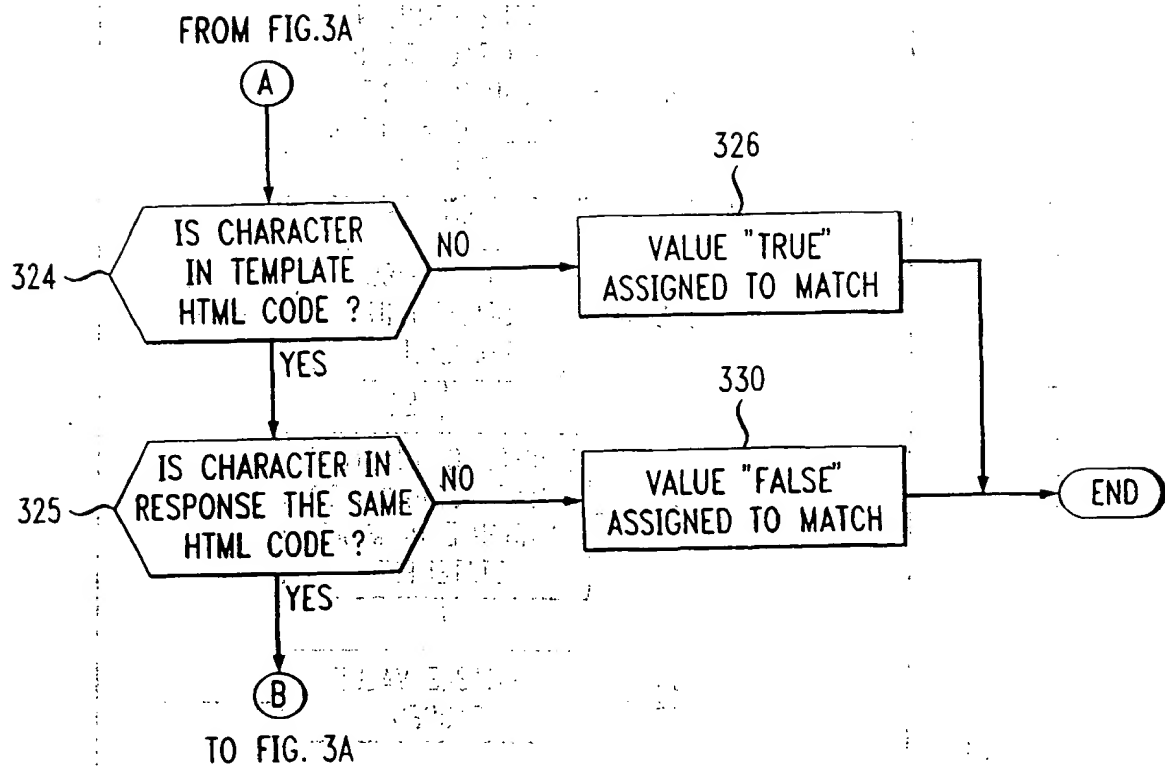 FROM FIG.3A
A
326
IS CHARACTER
IN TEMPLATE
HTML CODE ?
324
NO
VALUE "TRUE"
ASSIGNED TO MATCH
YES
330
IS CHARACTER IN
RESPONSE THE SAME
HTML CODE ?
325
NO
VALUE "FALSE"
ASSIGNED TO MATCH
END
YES
B
TO FIG. 3A